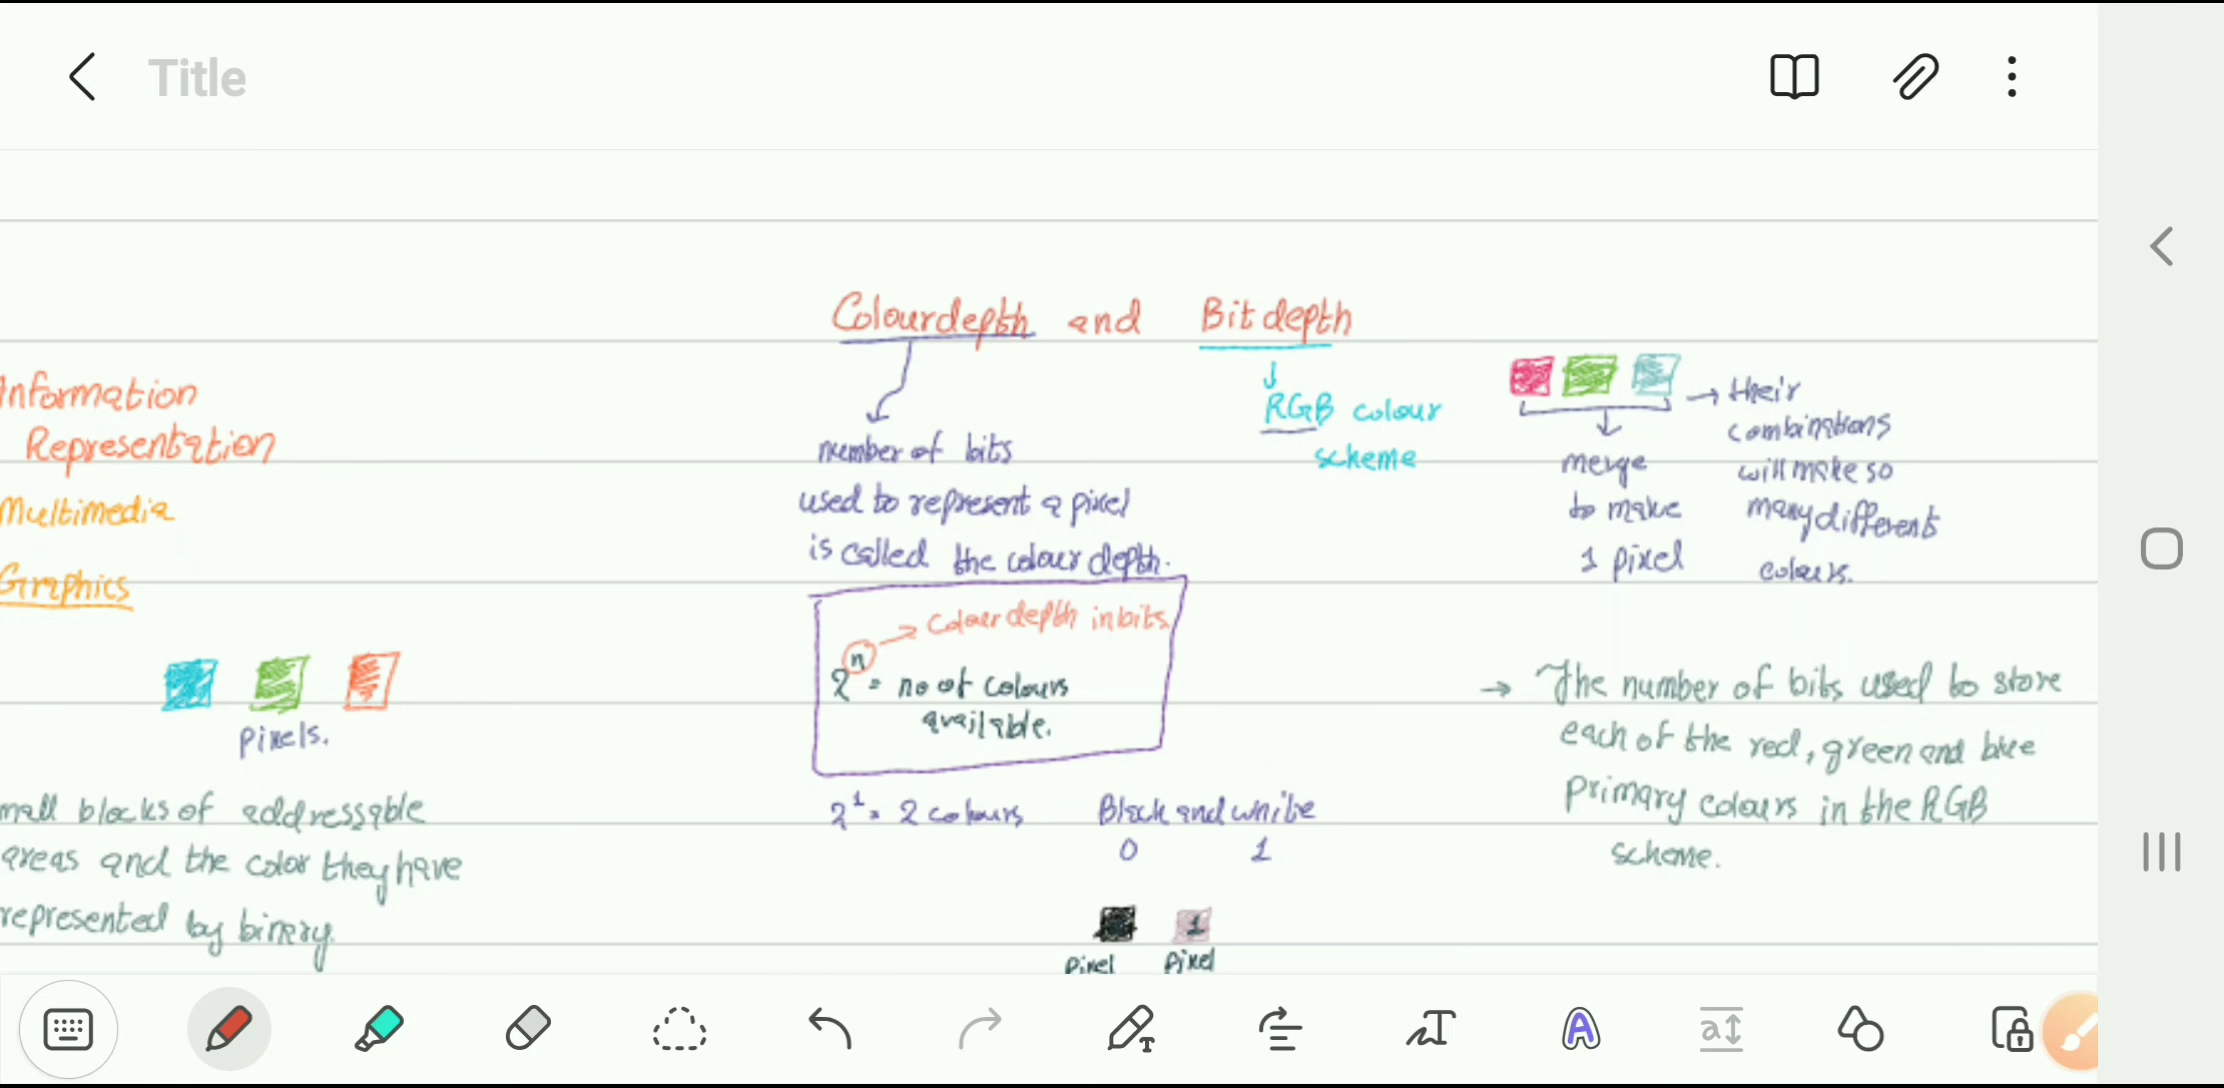 Title
Colourdepth and Bit depth
Information
Representation
Multimedia
Graphics
pixels.
mall blocks of addressable
areas and the color they have
represented by binary.
number of bits
used to represent a pixel
is called the colour depth.
Colour depth in bits
2^n = no of colours
available.
2^1 = 2 colours Black and white
0 1
1
Pixel Pixel
RGB colour
scheme
merge
to make
1 pixel
their
combinations
will make so
many different
colours.
→ The number of bits used to store
each of the red, green and blue
Primary colours in the RGB
scheme.